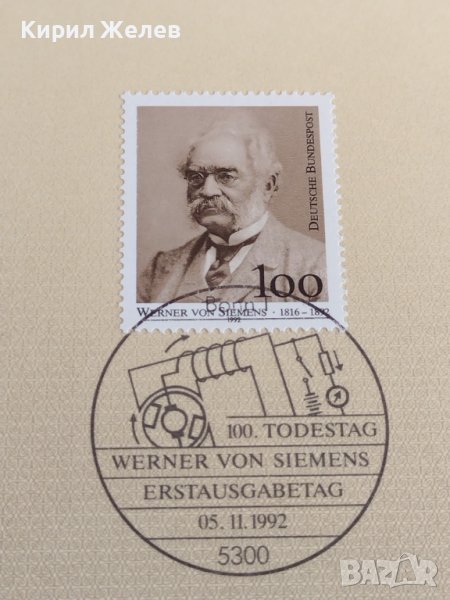 Кирил Желев
DEUTSCHE BUNDESPOST
100
Bonn 1
WERNER VON SIEMENS · 1816–1892
1992
100. TODESTAG
WERNER VON SIEMENS
ERSTAUSGABETAG
05.11.1992
5300
BAZAR